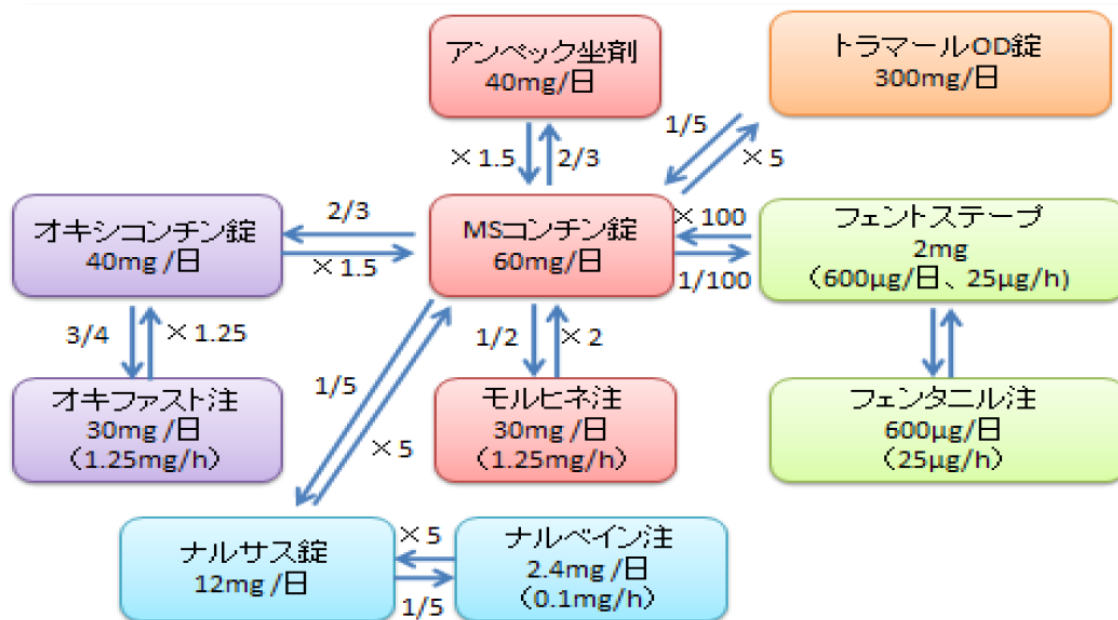 アンペック坐剤
40mg/日
トラマールOD錠
300mg/日
× 1.5
2/3
1/5
× 5
オキシコンチン錠
40mg/日
2/3
× 1.5
MSコンチン錠
60mg/日
× 100
1/100
フェントステープ
2mg
(600μg/日、25μg/h)
3/4
× 1.25
1/5
× 5
1/2
× 2
オキファスト注
30mg/日
(1.25mg/h)
モルヒネ注
30mg/日
(1.25mg/h)
フェンタニル注
600μg/日
(25μg/h)
ナルサス錠
12mg/日
× 5
1/5
ナルベイン注
2.4mg/日
(0.1mg/h)